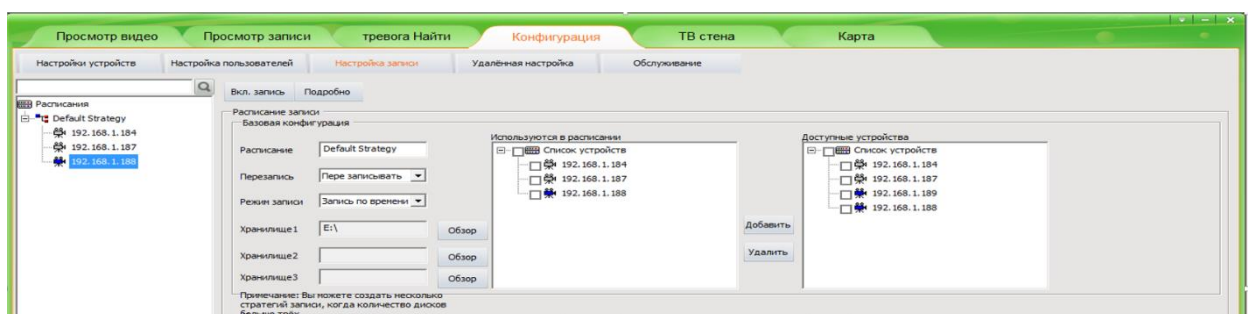 Просмотр видео Просмотр записи тревога Найти Конфигурация ТВ стена Карта
Настройки устройств Настройка пользователей Настройка записи Удалённая настройка Обслуживание
Вкл. запись Подробно
Расписания
Default Strategy
192.168.1.184
192.168.1.187
192.168.1.188
Расписание записи
Базовая конфигурация
Расписание Default Strategy
Перезапись Пере записывать
Режим записи Запись по времени
Хранилище1 E:\ Обзор
Хранилище2 Обзор
Хранилище3 Обзор
Примечание: Вы можете создать несколько
стратегий записи, когда количество дисков
больше трёх
Используются в расписании
Список устройств
192.168.1.184
192.168.1.187
192.168.1.188
Добавить
Удалить
Доступные устройства
Список устройств
192.168.1.184
192.168.1.187
192.168.1.189
192.168.1.188